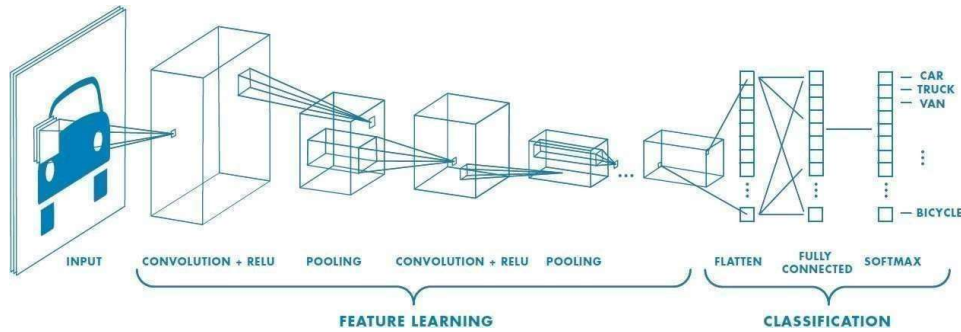 CAR
TRUCK
VAN
BICYCLE
INPUT
CONVOLUTION + RELU
POOLING
CONVOLUTION + RELU
POOLING
FLATTEN
FULLY
CONNECTED
SOFTMAX
FEATURE LEARNING
CLASSIFICATION